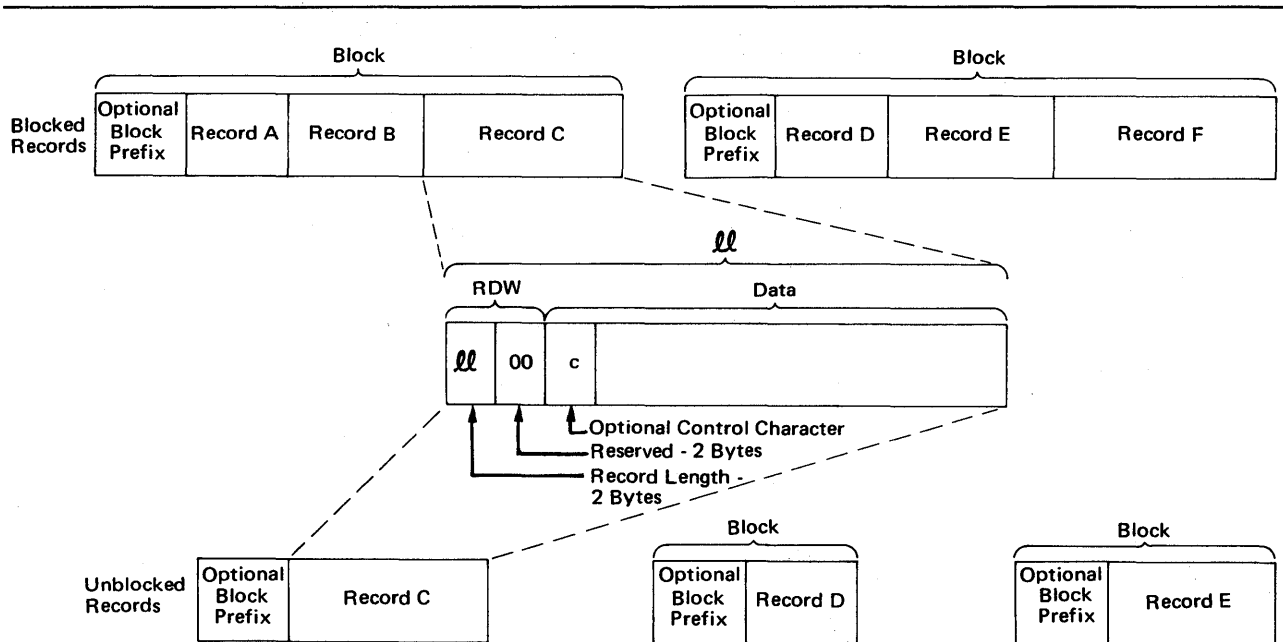 Block
Block
Blocked
Records
Optional
Block
Prefix
Record A
Record B
Record C
Optional
Block
Prefix
Record D
Record E
Record F
ll
RDW
Data
ll
00
c
Optional Control Character
Reserved - 2 Bytes
Record Length -
2 Bytes
Block
Block
Unblocked
Records
Optional
Block
Prefix
Record C
Optional
Block
Prefix
Record D
Optional
Block
Prefix
Record E